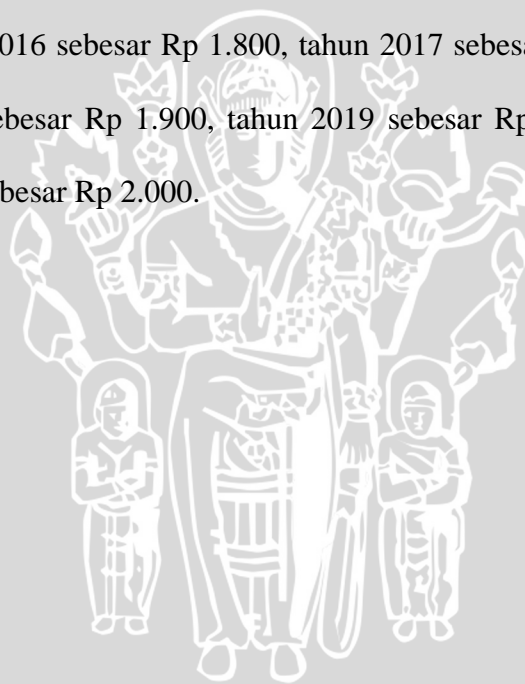 016 sebesar Rp 1.800, tahun 2017 sebesa
ebesar Rp 1.900, tahun 2019 sebesar Rp
besar Rp 2.000.